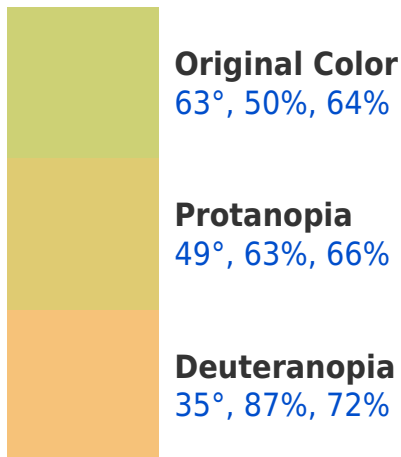 Original Color
63°, 50%, 64%
Protanopia
49°, 63%, 66%
Deuteranopia
35°, 87%, 72%